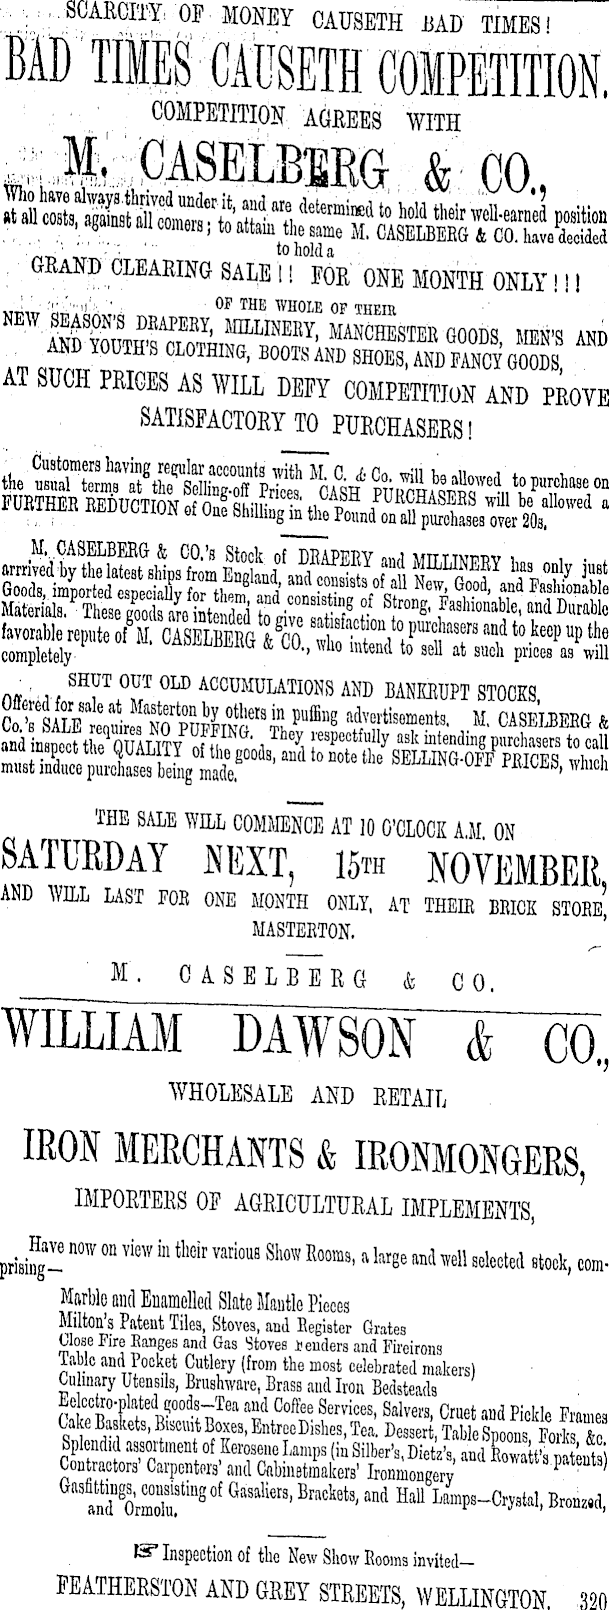 SCARCITY OF MONEY CAUSETH BAD TIMES!
BAD TIMES CAUSETH COMPETITION.
COMPETITION AGREES WITH
M. CASELBERG & CO.,
Who have always thrived under it, and are determined to hold their well-earned position
at all costs, against all comers; to attain the same M. CASELBERG & CO. have decided
to hold a
GRAND CLEARING SALE!! FOR ONE MONTH ONLY!!!
OF THE WHOLE OF THEIR
NEW SEASON'S DRAPERY, MILLINERY, MANCHESTER GOODS, MEN'S AND
AND YOUTH'S CLOTHING, BOOTS AND SHOES, AND FANCY GOODS,
AT SUCH PRICES AS WILL DEFY COMPETITION AND PROVE
SATISFACTORY TO PURCHASERS!
Customers having regular accounts with M. C. & Co. will be allowed to purchase on
the usual terms at the Selling-off Prices. CASH PURCHASERS will be allowed a
FURTHER REDUCTION of One Shilling in the Pound on all purchases over 20s.
M. CASELBERG & CO.'s Stock of DRAPERY and MILLINERY has only just
arrrived by the latest ships from England, and consists of all New, Good, and Fashionable
Goods, imported especially for them, and consisting of Strong, Fashionable, and Durable
Materials. These goods are intended to give satisfaction to purchasers and to keep up the
favorable repute of M. CASELBERG & CO., who intend to sell at such prices as will
completely
SHUT OUT OLD ACCUMULATIONS AND BANKRUPT STOCKS,
Offered for sale at Masterton by others in puffing advertisements. M. CASELBERG &
Co.'s SALE requires NO PUFFING. They respectfully ask intending purchasers to call
and inspect the QUALITY of the goods, and to note the SELLING-OFF PRICES, which
must induce purchases being made.
THE SALE WILL COMMENCE AT 10 O'CLOCK A.M. ON
SATURDAY NEXT, 15TH NOVEMBER,
AND WILL LAST FOR ONE MONTH ONLY, AT THEIR BRICK STORE,
MASTERTON.
M. CASELBERG & CO.
WILLIAM DAWSON & CO.,
WHOLESALE AND RETAIL
IRON MERCHANTS & IRONMONGERS,
IMPORTERS OF AGRICULTURAL IMPLEMENTS,
Have now on view in their various Show Rooms, a large and well selected stock, com-
prising—
Marble and Enamelled Slate Mantle Pieces
Milton's Patent Tiles, Stoves, and Register Grates
Close Fire Ranges and Gas Stoves Fenders and Fireirons
Table and Pocket Cutlery (from the most celebrated makers)
Culinary Utensils, Brushware, Brass and Iron Bedsteads
Eelcctro-plated goods—Tea and Coffee Services, Salvers, Cruet and Pickle Frames
Cake Baskets, Biscuit Boxes, Entree Dishes, Tea. Dessert, Table Spoons, Forks, &c.
Splendid assortment of Kerosene Lamps (in Silber's, Dietz's, and Rowatt's patents)
Contractors' Carpenters' and Cabinetmakers' Ironmongery
Gasfittings, consisting of Gasaliers, Brackets, and Hall Lamps—Crystal, Bronzed,
and Ormolu.
☞ Inspection of the New Show Rooms invited—
FEATHERSTON AND GREY STREETS, WELLINGTON. 320